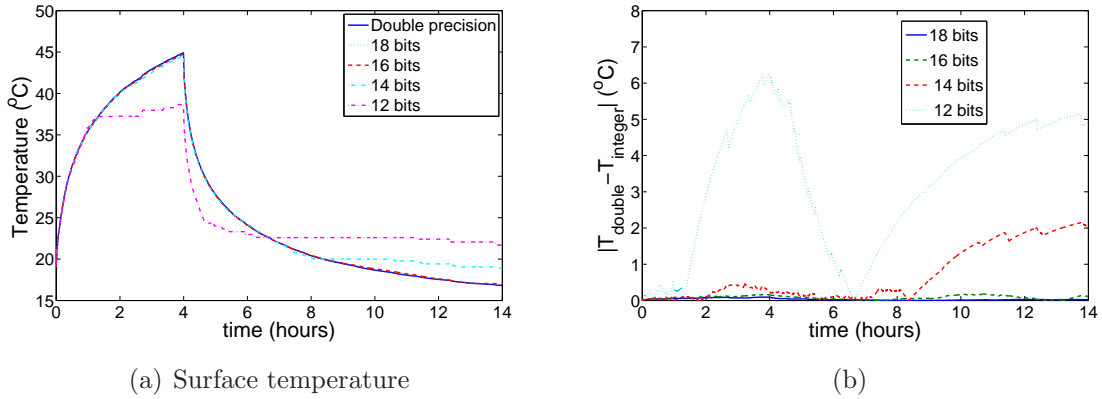 50
45
40
35
30
25
20
15
0 2 4 6 8 10 12 14
Temperature (°C)
time (hours)
Double precision
18 bits
16 bits
14 bits
12 bits
(a) Surface temperature
8
7
6
5
4
3
2
1
0
0 2 4 6 8 10 12 14
|T_double−T_integer| (°C)
time (hours)
18 bits
16 bits
14 bits
12 bits
(b)